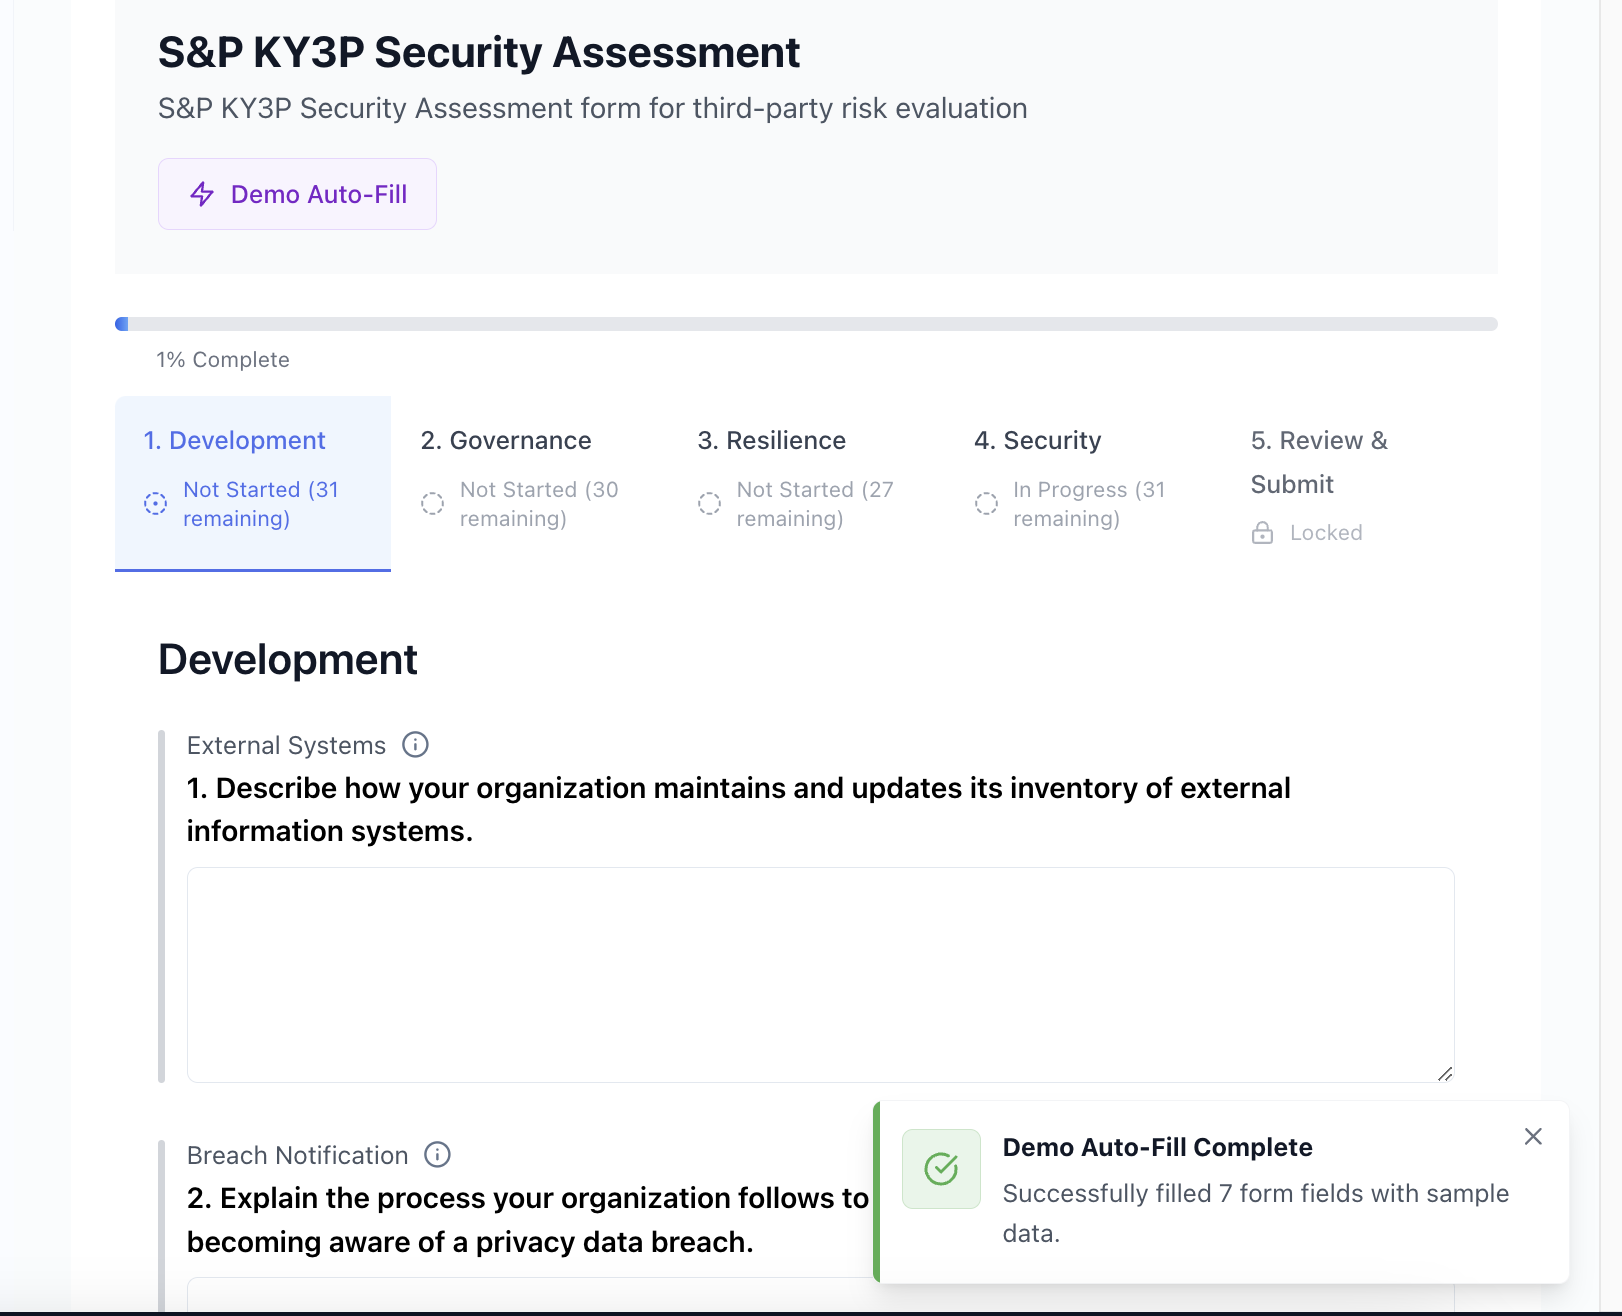 S&P KY3P Security Assessment
S&P KY3P Security Assessment form for third-party risk evaluation
Demo Auto-Fill
1% Complete
1. Development
Not Started (31
remaining)
2. Governance
Not Started (30
remaining)
3. Resilience
Not Started (27
remaining)
4. Security
In Progress (31
remaining)
5. Review &
Submit
Locked
Development
External Systems
1. Describe how your organization maintains and updates its inventory of external
information systems.
Breach Notification
2. Explain the process your organization follows to
becoming aware of a privacy data breach.
Demo Auto-Fill Complete
Successfully filled 7 form fields with sample
data.